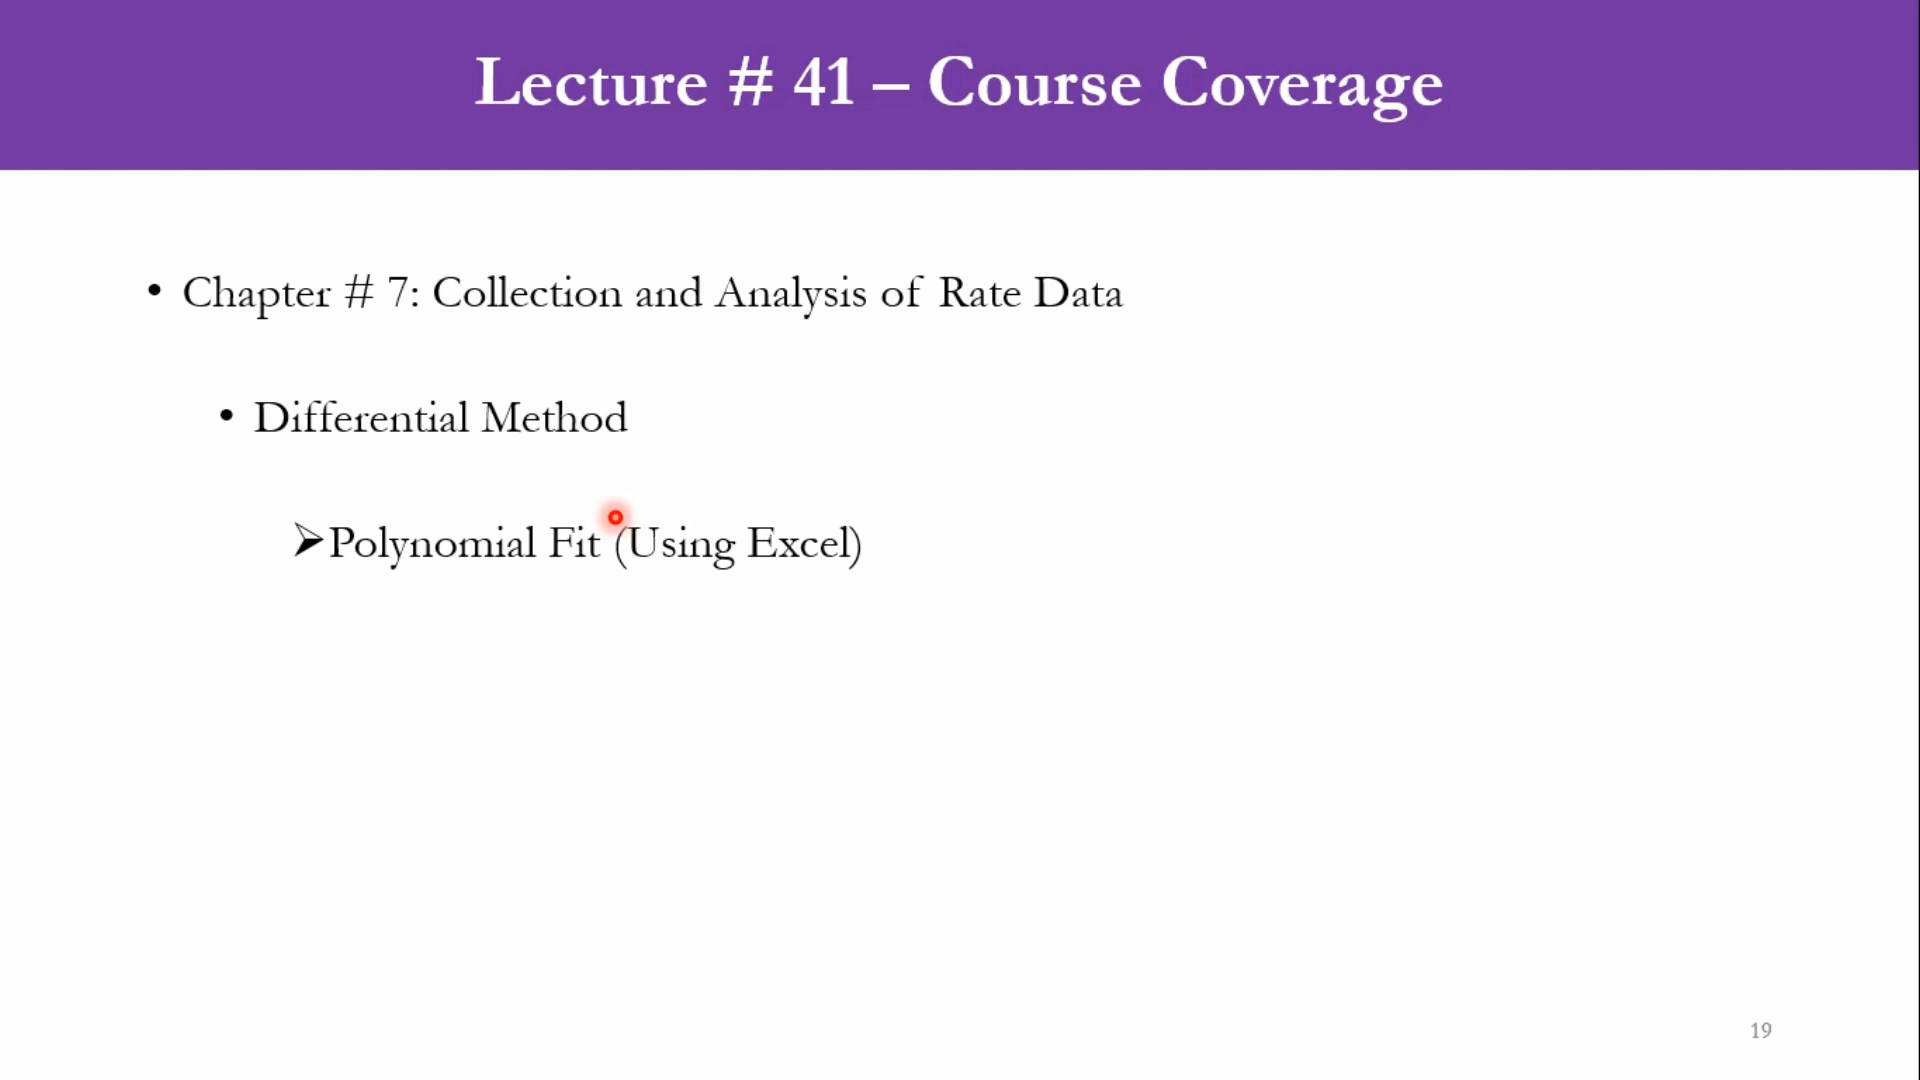 Lecture # 41 – Course Coverage
• Chapter # 7: Collection and Analysis of Rate Data
• Differential Method
➢Polynomial Fit (Using Excel)
19